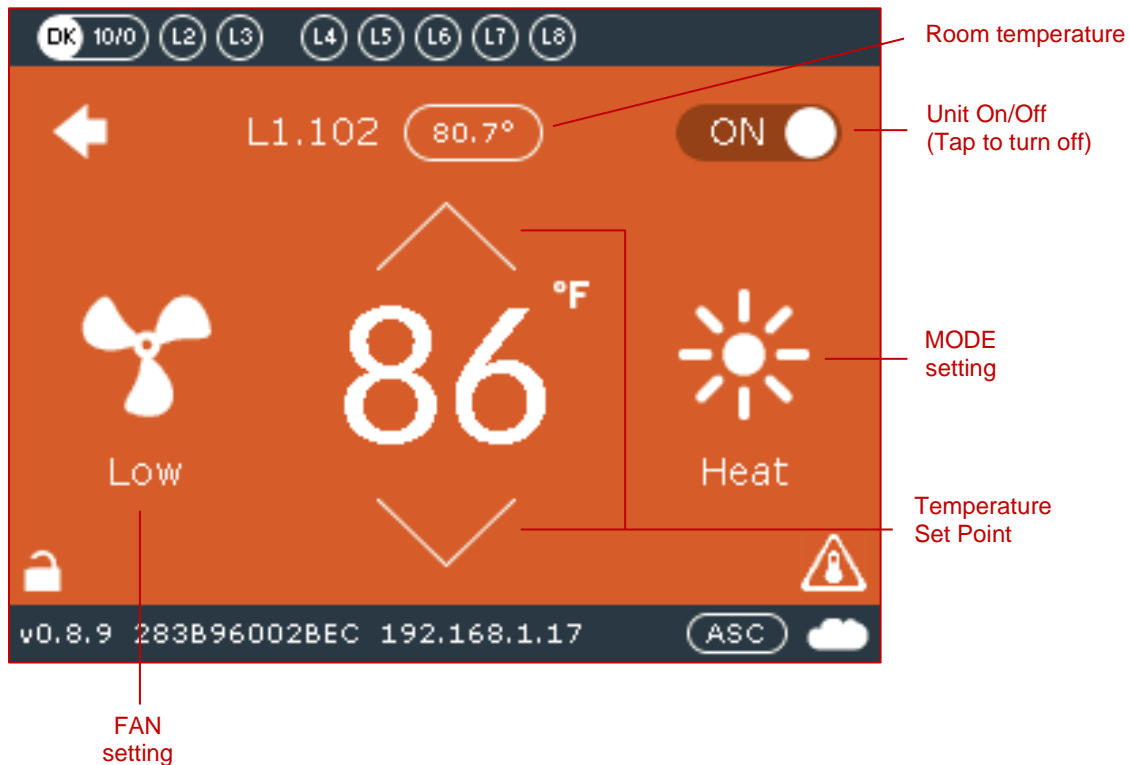 DK 10/0 L2 L3 L4 L5 L6 L7 L8
Room temperature
L1.102 80.7° ON
Unit On/Off
(Tap to turn off)
86 °F
MODE
setting
Low
Heat
Temperature
Set Point
v0.8.9 283B96002BEC 192.168.1.17 ASC
FAN
setting